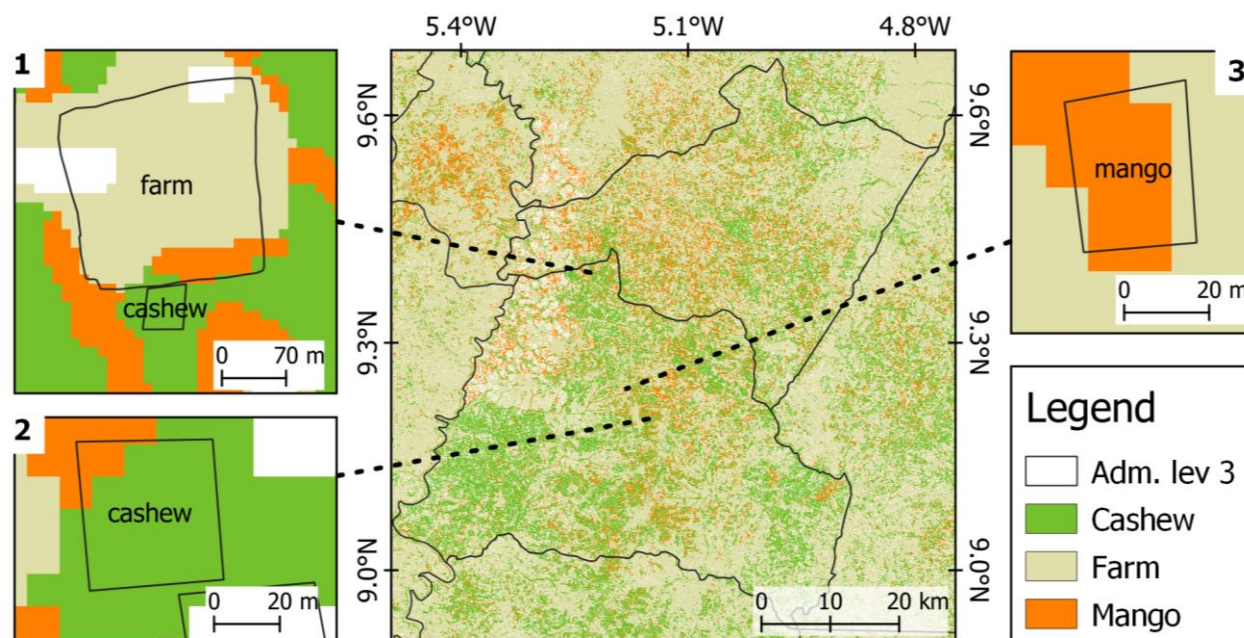 5.4°W 5.1°W 4.8°W
1
farm
cashew
0 70 m
2
cashew
0 20 m
9.6°N
9.3°N
9.0°N
0 10 20 km
9.6°N
9.3°N
9.0°N
3
mango
0 20 m
Legend
Adm. lev 3
Cashew
Farm
Mango